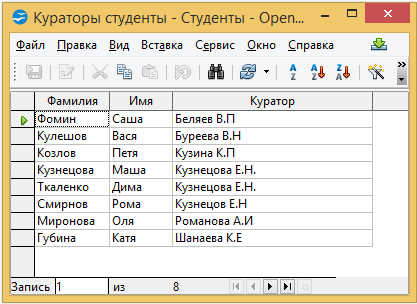 Кураторы студенты - Студенты - Open...
Файл Правка Вид Вставка Сервис Окно Справка
A Z A Z Z A
Фамилия Имя Куратор
Фомин Саша Беляев В.П
Кулешов Вася Буреева В.Н
Козлов Петя Кузина К.П
Кузнецова Маша Кузнецова Е.Н.
Ткаленко Дима Кузнецова Е.Н.
Смирнов Рома Кузнецов Е.Н
Миронова Оля Романова А.И
Губина Катя Шанаева К.Е
Запись 1 из 8